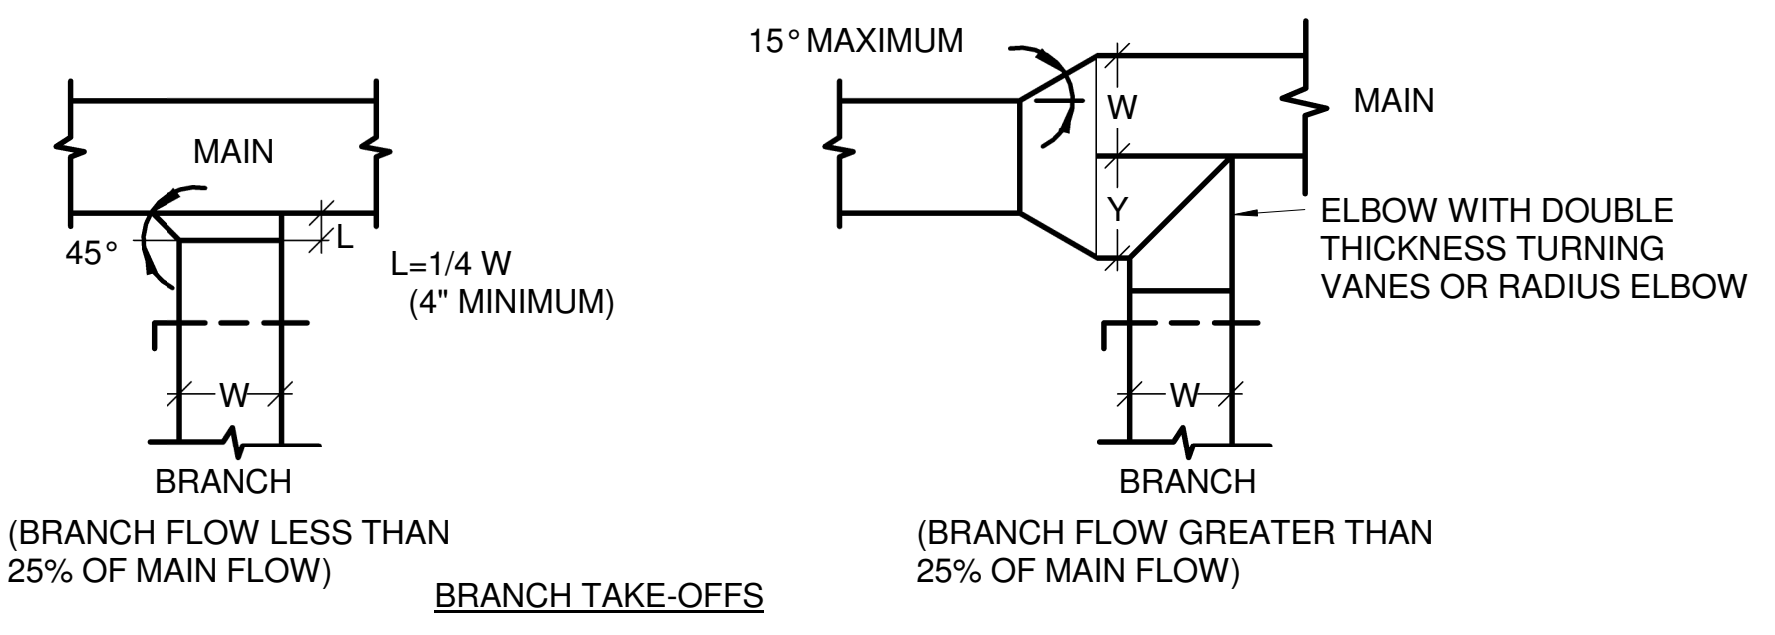 MAIN
45°
L
L=1/4 W
(4" MINIMUM)
W
BRANCH
(BRANCH FLOW LESS THAN
25% OF MAIN FLOW)
15° MAXIMUM
W
MAIN
Y
ELBOW WITH DOUBLE
THICKNESS TURNING
VANES OR RADIUS ELBOW
W
BRANCH
(BRANCH FLOW GREATER THAN
25% OF MAIN FLOW)
BRANCH TAKE-OFFS